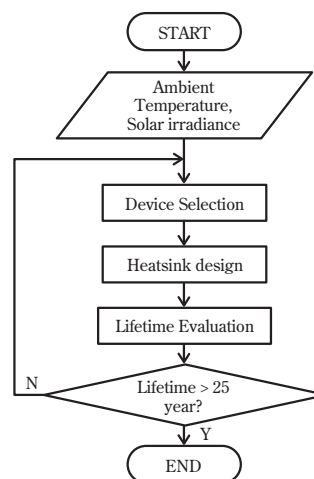 START
Ambient
Temperature,
Solar irradiance
Device Selection
Heatsink design
Lifetime Evaluation
Lifetime > 25
year?
N
Y
END